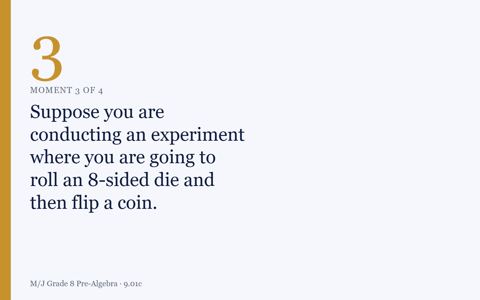 3
MOMENT 3 OF 4
Suppose you are
conducting an experiment
where you are going to
roll an 8-sided die and
then flip a coin.
M/J Grade 8 Pre-Algebra · 9.01c